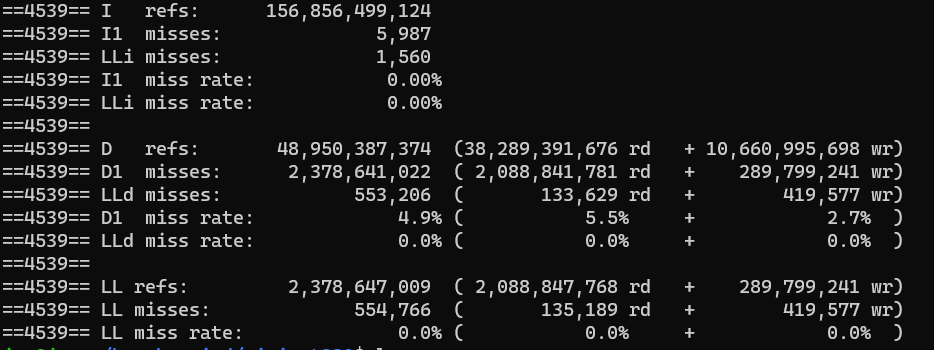 ==4539== I   refs:      156,856,499,124
==4539== I1  misses:              5,987
==4539== LLi misses:              1,560
==4539== I1  miss rate:            0.00%
==4539== LLi miss rate:            0.00%
==4539==
==4539== D   refs:       48,950,387,374  (38,289,391,676 rd   + 10,660,995,698 wr)
==4539== D1  misses:      2,378,641,022  ( 2,088,841,781 rd   +    289,799,241 wr)
==4539== LLd misses:            553,206  (       133,629 rd   +        419,577 wr)
==4539== D1  miss rate:             4.9% (           5.5%     +            2.7%  )
==4539== LLd miss rate:             0.0% (           0.0%     +            0.0%  )
==4539==
==4539== LL refs:         2,378,647,009  ( 2,088,847,768 rd   +    289,799,241 wr)
==4539== LL misses:             554,766  (       135,189 rd   +        419,577 wr)
==4539== LL miss rate:              0.0% (           0.0%     +            0.0%  )